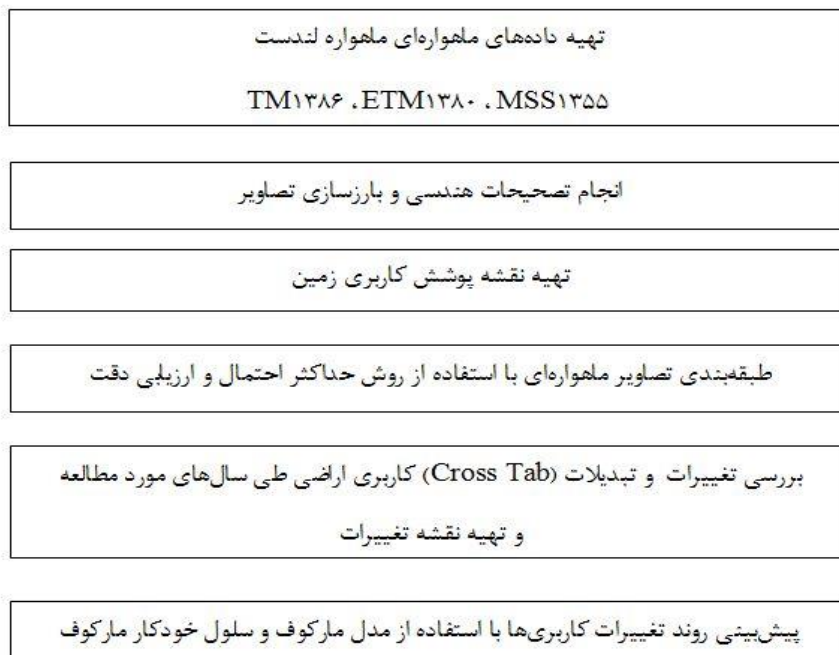 تهیه داده‌های ماهواره‌ای ماهواره لندست
TM۱۳۸۶ ،ETM۱۳۸۰ ، MSS۱۳۵۵
انجام تصحیحات هندسی و بارزسازی تصاویر
تهیه نقشه پوشش کاربری زمین
طبقه‌بندی تصاویر ماهواره‌ای با استفاده از روش حداکثر احتمال و ارزیابی دقت
بررسی تغییرات و تبدیلات (Cross Tab) کاربری اراضی طی سال‌های مورد مطالعه
و تهیه نقشه تغییرات
پیش‌بینی روند تغییرات کاربری‌ها با استفاده از مدل مارکوف و سلول خودکار مارکوف